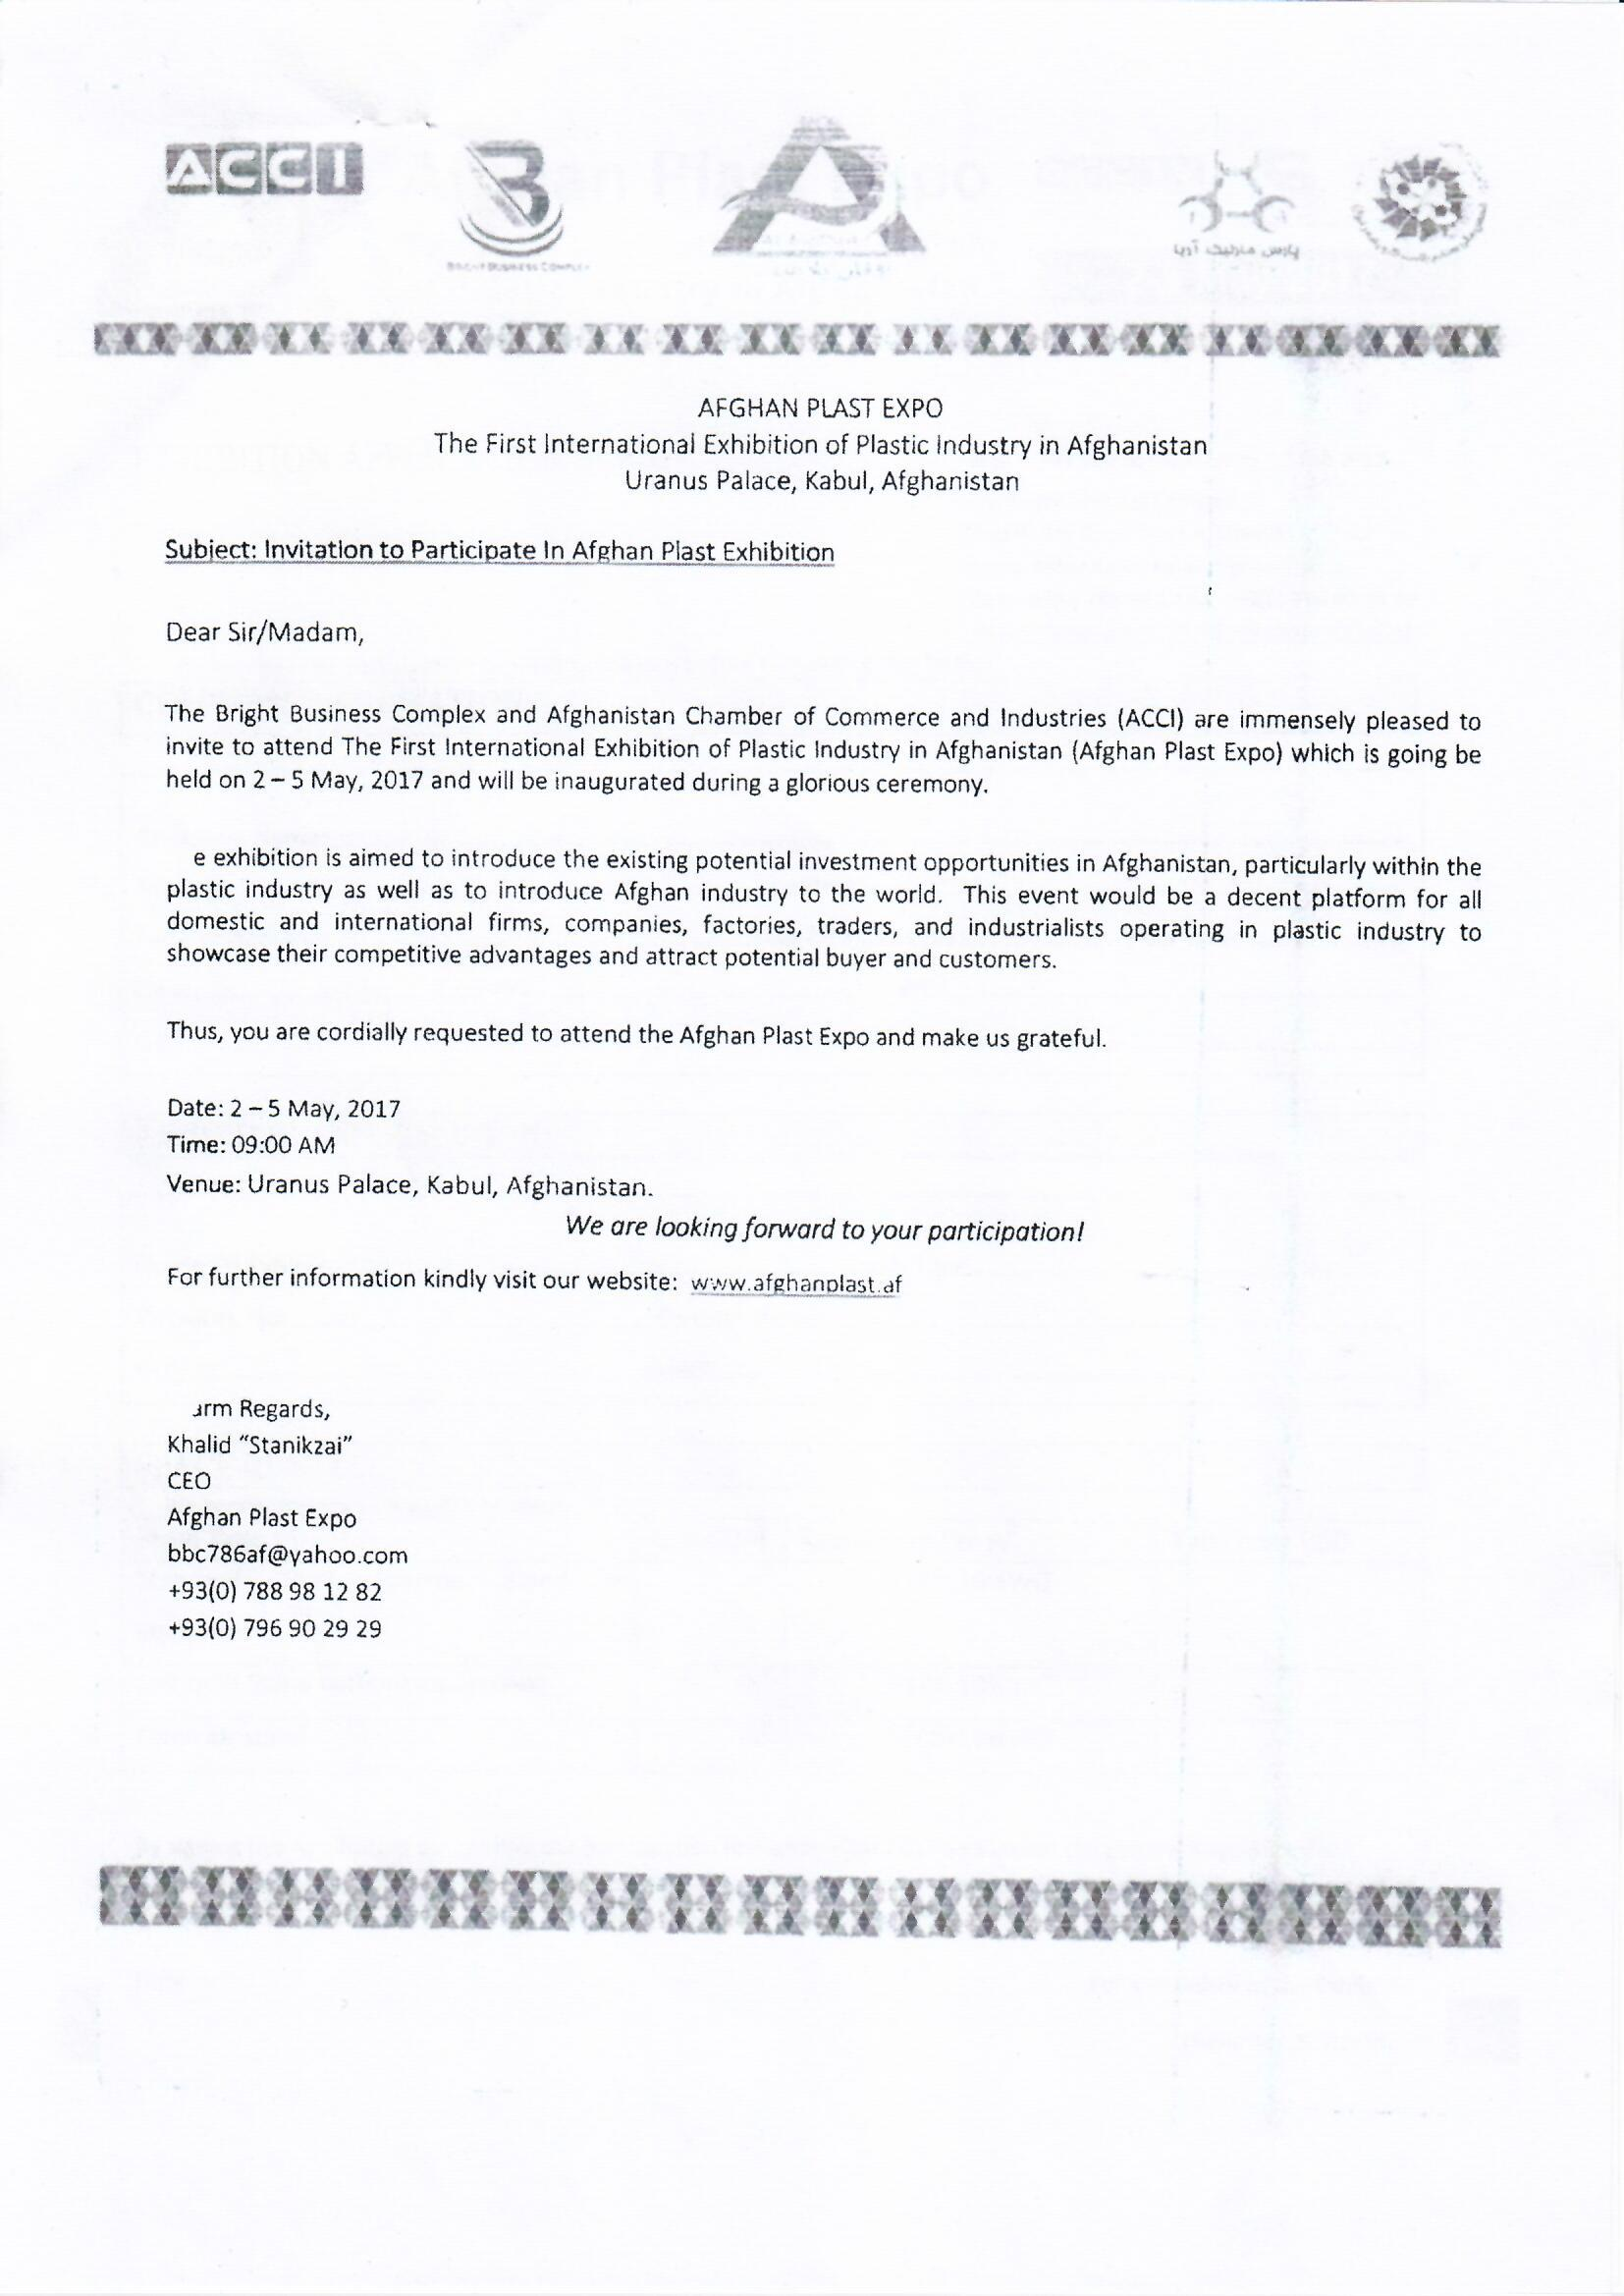 ACCI
BRIGHT BUSINESS COMPLEX
پارس متریک آریا
AFGHAN PLAST EXPO
The First International Exhibition of Plastic Industry in Afghanistan
Uranus Palace, Kabul, Afghanistan
Subject: Invitation to Participate In Afghan Plast Exhibition
Dear Sir/Madam,
The Bright Business Complex and Afghanistan Chamber of Commerce and Industries (ACCI) are immensely pleased to
invite to attend The First International Exhibition of Plastic Industry in Afghanistan (Afghan Plast Expo) which is going be
held on 2 – 5 May, 2017 and will be inaugurated during a glorious ceremony.
e exhibition is aimed to introduce the existing potential investment opportunities in Afghanistan, particularly within the
plastic industry as well as to introduce Afghan industry to the world. This event would be a decent platform for all
domestic and international firms, companies, factories, traders, and industrialists operating in plastic industry to
showcase their competitive advantages and attract potential buyer and customers.
Thus, you are cordially requested to attend the Afghan Plast Expo and make us grateful.
Date: 2 – 5 May, 2017
Time: 09:00 AM
Venue: Uranus Palace, Kabul, Afghanistan.
We are looking forward to your participation!
For further information kindly visit our website: www.afghanplast.af
arm Regards,
Khalid “Stanikzai”
CEO
Afghan Plast Expo
bbc786af@yahoo.com
+93(0) 788 98 12 82
+93(0) 796 90 29 29